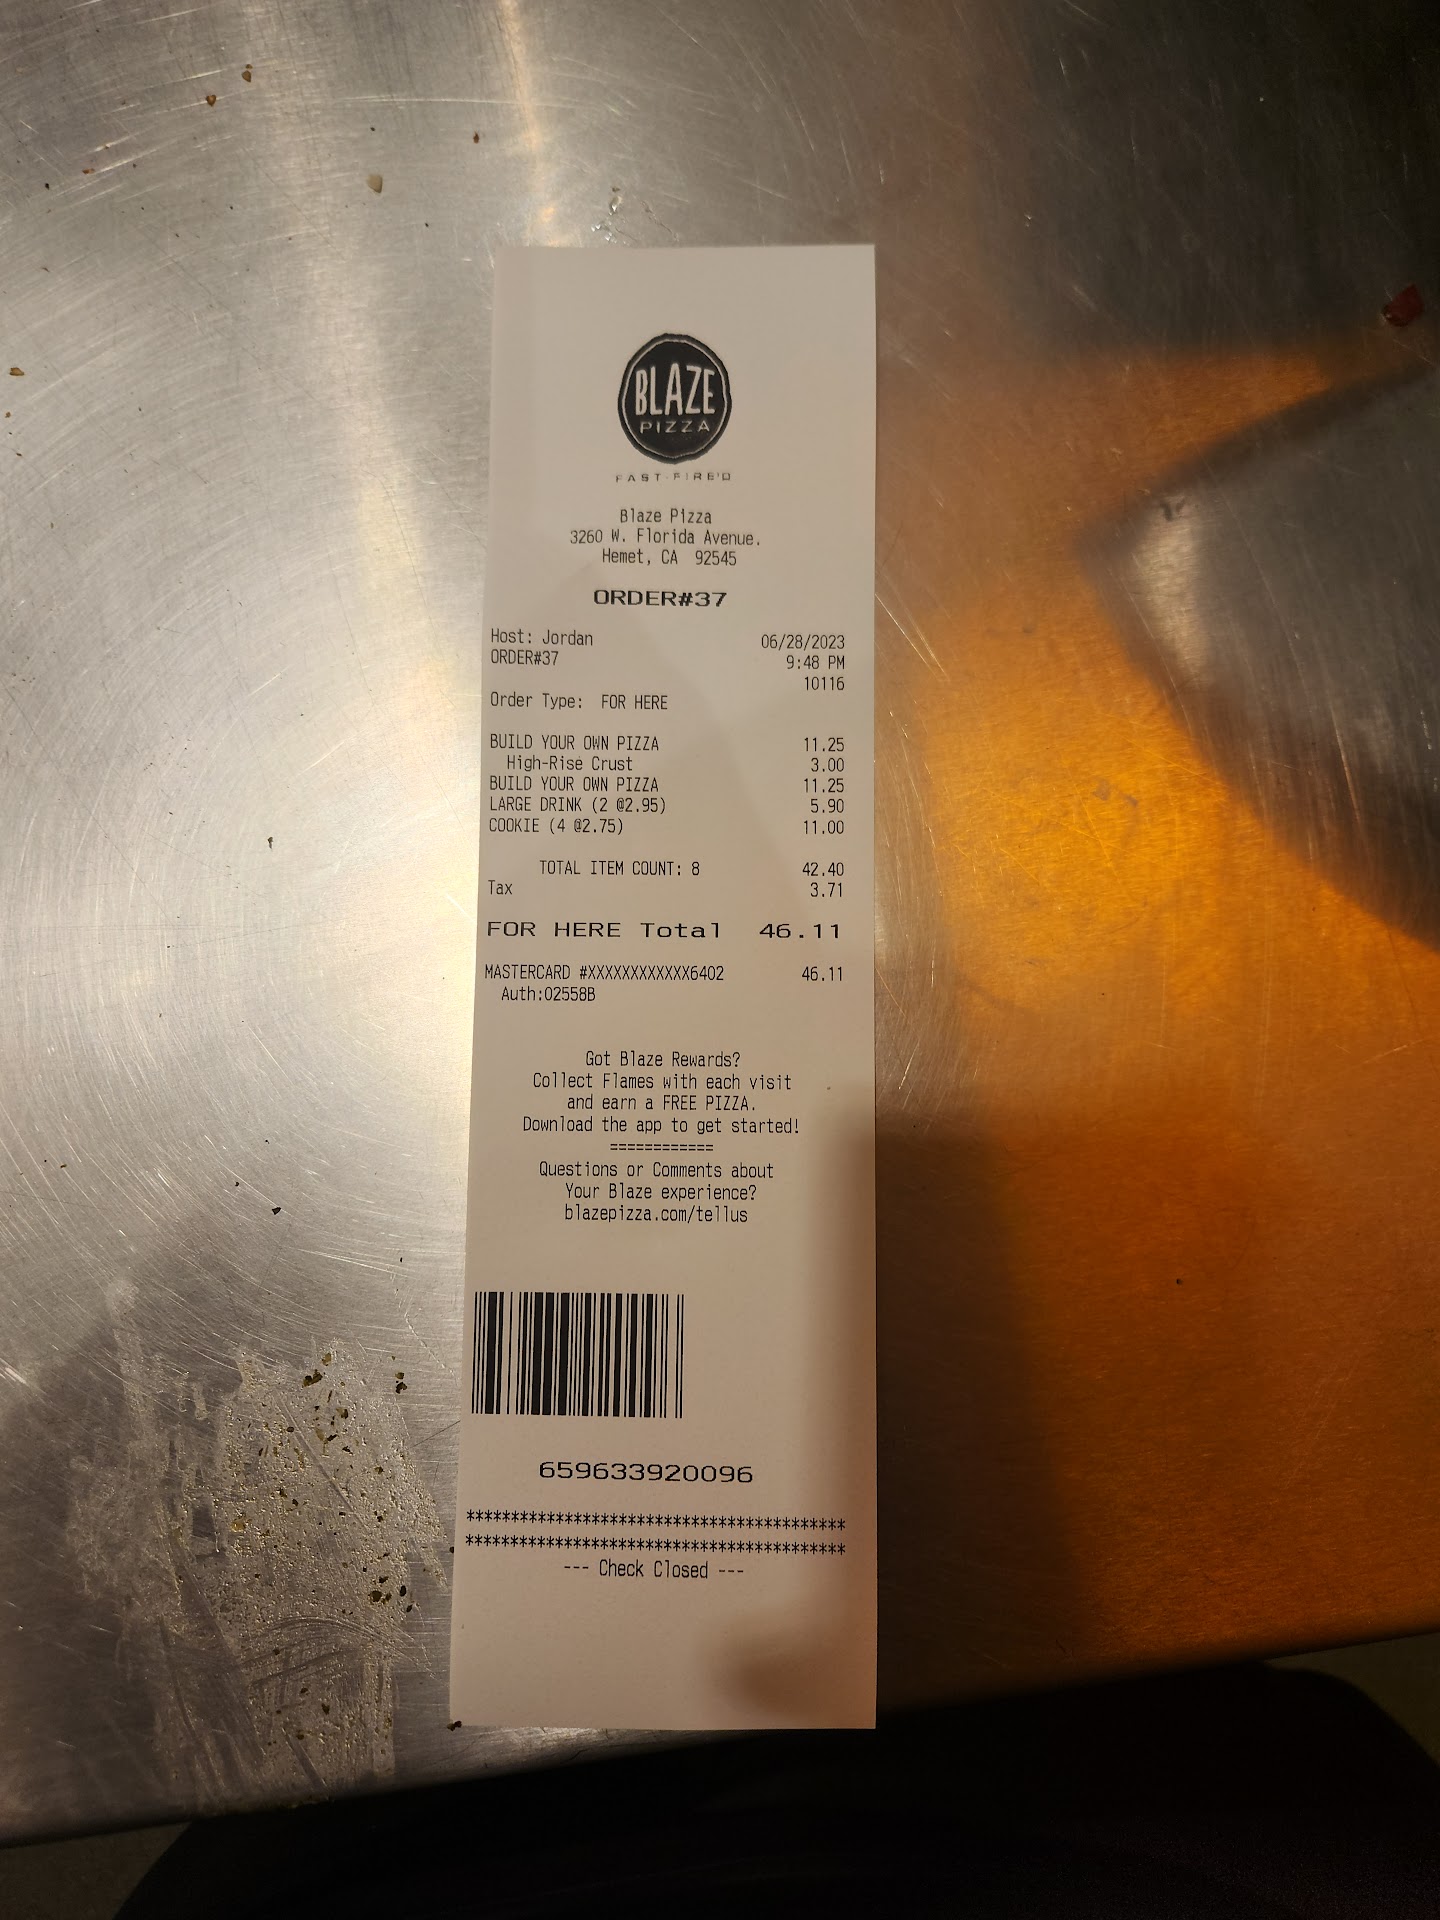 BLAZE
PIZZA
FAST-FIRE'D
Blaze Pizza
3260 W. Florida Avenue.
Hemet, CA  92545
ORDER#37
Host: Jordan 06/28/2023
ORDER#37 9:48 PM
10116
Order Type:  FOR HERE
BUILD YOUR OWN PIZZA 11.25
High-Rise Crust 3.00
BUILD YOUR OWN PIZZA 11.25
LARGE DRINK (2 @2.95) 5.90
COOKIE (4 @2.75) 11.00
TOTAL ITEM COUNT: 8 42.40
Tax 3.71
FOR HERE Total 46.11
MASTERCARD #XXXXXXXXXXXX6402 46.11
Auth:02558B
Got Blaze Rewards?
Collect Flames with each visit
and earn a FREE PIZZA.
Download the app to get started!
============
Questions or Comments about
Your Blaze experience?
blazepizza.com/tellus
659633920096
******************************************
******************************************
--- Check Closed ---